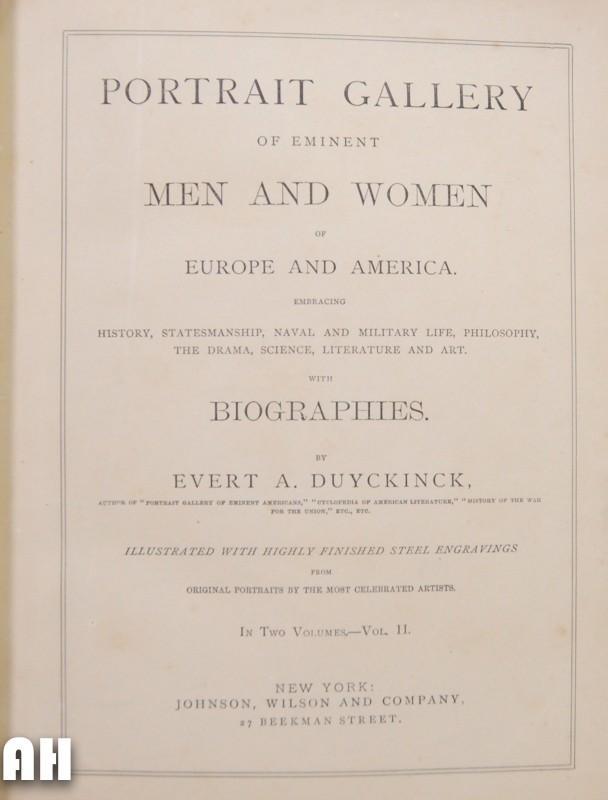 PORTRAIT GALLERY
OF EMINENT
MEN AND WOMEN
OF
EUROPE AND AMERICA.
EMBRACING
HISTORY, STATESMANSHIP, NAVAL AND MILITARY LIFE, PHILOSOPHY,
THE DRAMA, SCIENCE, LITERATURE AND ART.
WITH
BIOGRAPHIES.
BY
EVERT A. DUYCKINCK,
AUTHOR OF "PORTRAIT GALLERY OF EMINENT AMERICANS," "CYCLOPEDIA OF AMERICAN LITERATURE," "HISTORY OF THE WAR
FOR THE UNION," ETC., ETC.
ILLUSTRATED WITH HIGHLY FINISHED STEEL ENGRAVINGS
FROM
ORIGINAL PORTRAITS BY THE MOST CELEBRATED ARTISTS.
IN TWO VOLUMES.—VOL. II.
NEW YORK:
JOHNSON, WILSON AND COMPANY,
27 BEEKMAN STREET.
AH